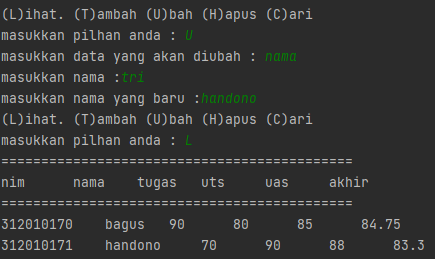 (L)ihat. (T)ambah (U)bah (H)apus (C)ari
masukkan pilhan anda : U
masukkan data yang akan diubah : nama
masukkan nama :tri
masukkan nama yang baru :handono
(L)ihat. (T)ambah (U)bah (H)apus (C)ari
masukkan pilhan anda : L
============================================
nim nama tugas uts uas akhir
============================================
312010170 bagus 90 80 85 84.75
312010171 handono 70 90 88 83.3